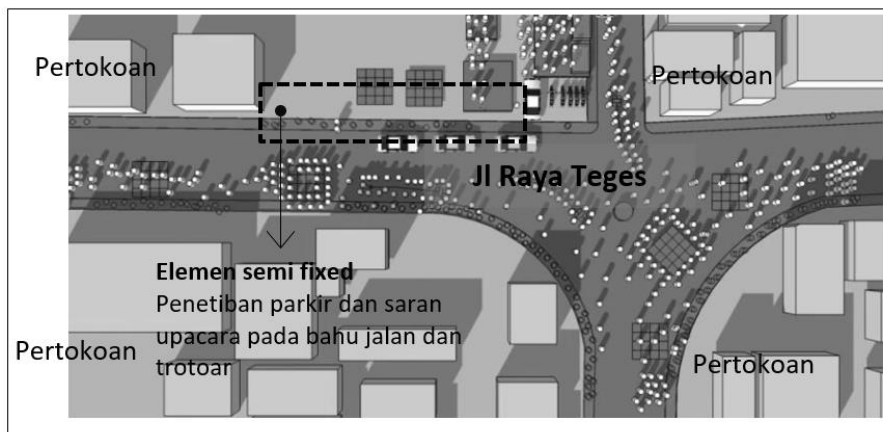 Pertokoan
Pertokoan
Jl Raya Teges
Elemen semi fixed
Penetiban parkir dan saran
upacara pada bahu jalan dan
trotoar
Pertokoan
Pertokoan